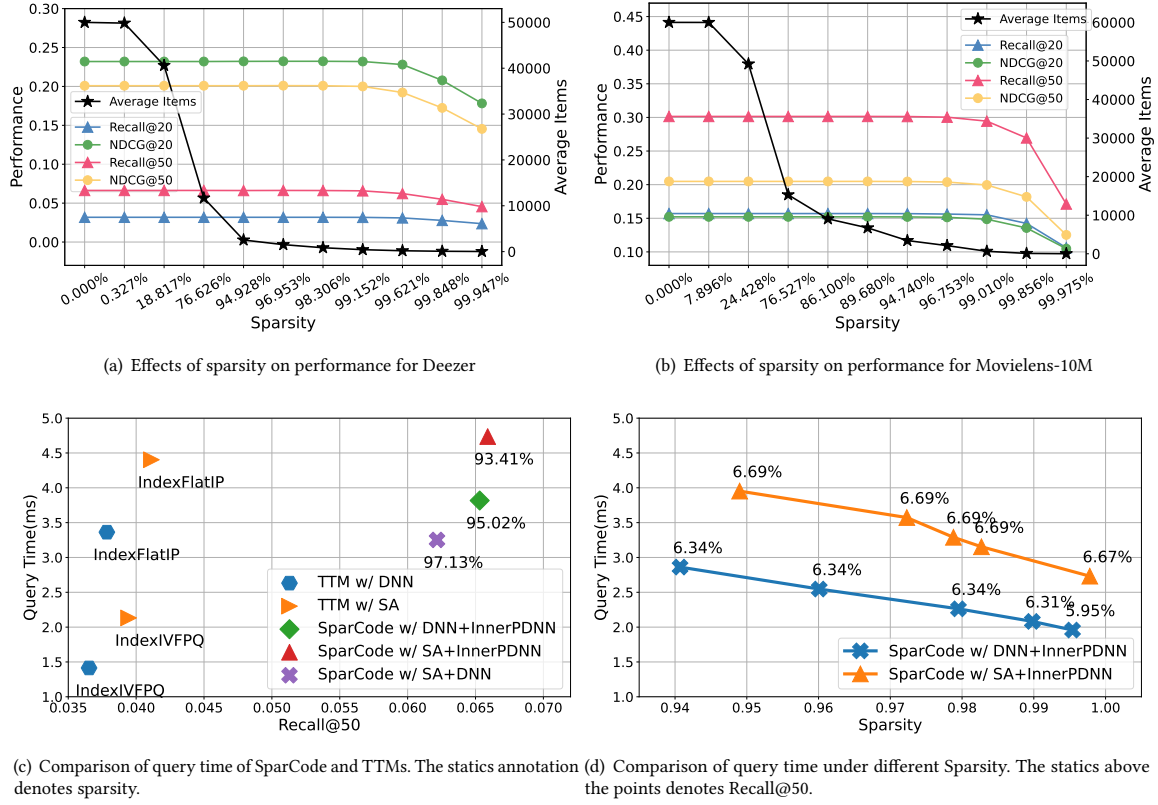 0.30
0.25
0.20
0.15
0.10
0.05
0.00
Performance
50000
40000
30000
20000
10000
0
Average Items
Average Items
Recall@20
NDCG@20
Recall@50
NDCG@50
0.000%
0.327%
18.817%
76.626%
94.928%
96.953%
98.306%
99.152%
99.621%
99.848%
99.947%
Sparsity
(a) Effects of sparsity on performance for Deezer
0.45
0.40
0.35
0.30
0.25
0.20
0.15
0.10
Performance
60000
50000
40000
30000
20000
10000
0
Average Items
Average Items
Recall@20
NDCG@20
Recall@50
NDCG@50
0.000%
7.896%
24.428%
76.527%
86.100%
89.680%
94.740%
96.753%
99.010%
99.856%
99.975%
Sparsity
(b) Effects of sparsity on performance for Movielens-10M
5.0
4.5
4.0
3.5
3.0
2.5
2.0
1.5
1.0
Query Time(ms)
IndexFlatIP
IndexFlatIP
IndexIVFPQ
IndexIVFPQ
93.41%
95.02%
97.13%
TTM w/ DNN
TTM w/ SA
SparCode w/ DNN+InnerPDNN
SparCode w/ SA+InnerPDNN
SparCode w/ SA+DNN
0.035
0.040
0.045
0.050
0.055
0.060
0.065
0.070
Recall@50
(c) Comparison of query time of SparCode and TTMs. The statics annotation
denotes sparsity.
5.0
4.5
4.0
3.5
3.0
2.5
2.0
1.5
1.0
Query Time(ms)
6.69%
6.69%
6.69%
6.69%
6.67%
6.34%
6.34%
6.34%
6.31%
5.95%
SparCode w/ DNN+InnerPDNN
SparCode w/ SA+InnerPDNN
0.94
0.95
0.96
0.97
0.98
0.99
1.00
Sparsity
(d) Comparison of query time under different Sparsity. The statics above
the points denotes Recall@50.